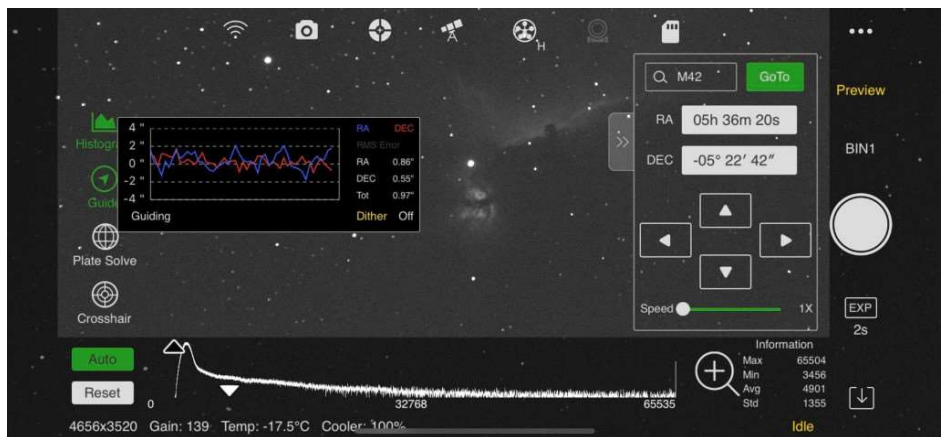 H
M42
GoTo
Preview
4 "
RA DEC
RMS Error
RA
05h 36m 20s
Histogr
2 "
0 "
RA 0.86"
DEC
-05° 22′ 42″
BIN1
-2 "
DEC 0.55"
-4 "
Tot 0.97"
Guide
Guiding
Dither Off
Plate Solve
Crosshair
Speed
1X
EXP
2s
Auto
Reset
0
32768
65535
Information
Max 65504
Min 3456
Avg 4901
Std 1355
4656x3520 Gain: 139 Temp: -17.5°C Cooler: 100%
Idle